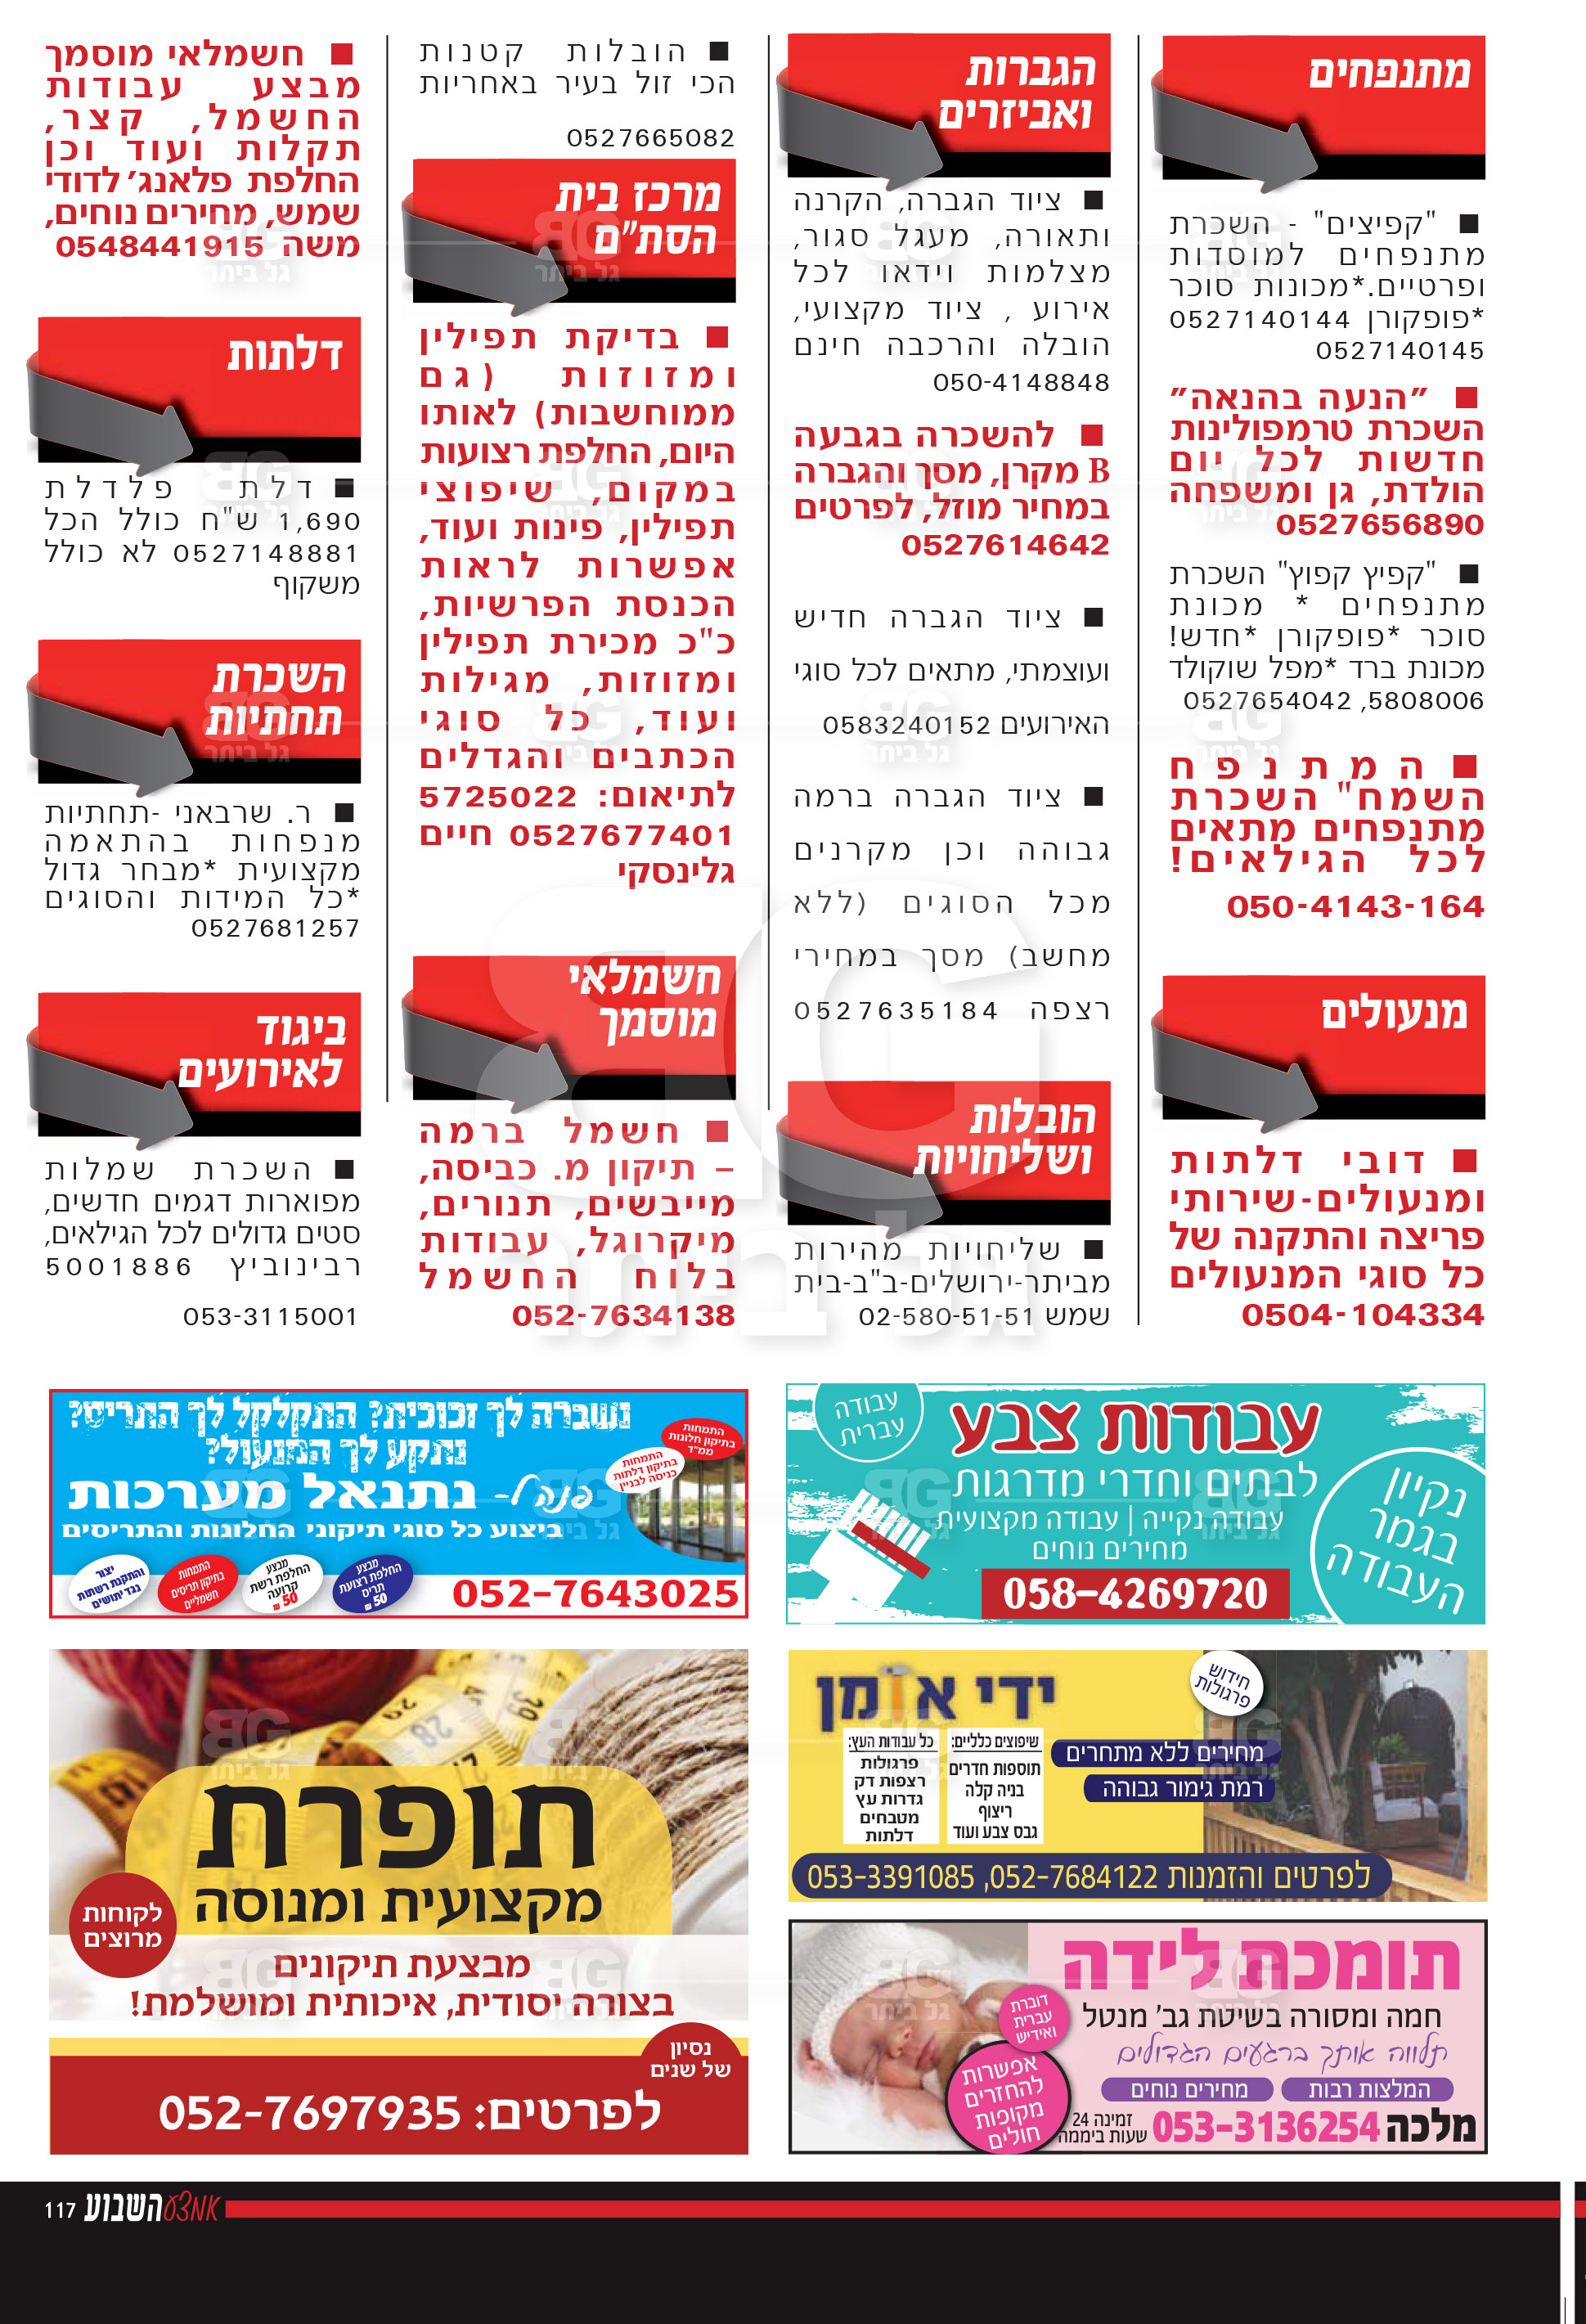 מתנפחים
■ "קפיצים" - השכרת
מתנפחים למוסדות
ופרטיים.*מכונות סוכר
*פופקורן 0527140144
0527140145
■ ״הנעה בהנאה״
השכרת טרמפולינות
חדשות לכל יום
הולדת, גן ומשפחה
0527656890
■ "קפיץ קפוץ" השכרת
מתנפחים * מכונת
סוכר *פופקורן *חדש!
מכונת ברד *מפל שוקולד
5808006, 0527654042
■ המתנפח
השמח" השכרת
מתנפחים מתאים
לכל הגילאים!
050-4143-164
מנעולים
■ דובי דלתות
ומנעולים-שירותי
פריצה והתקנה של
כל סוגי המנעולים
0504-104334
הגברות
ואביזרים
■ ציוד הגברה, הקרנה
ותאורה, מעגל סגור,
מצלמות וידאו לכל
אירוע , ציוד מקצועי,
הובלה והרכבה חינם
050-4148848
■ להשכרה בגבעה
B מקרן, מסך והגברה
במחיר מוזל, לפרטים
0527614642
■ ציוד הגברה חדיש
ועוצמתי, מתאים לכל סוגי
האירועים 0583240152
■ ציוד הגברה ברמה
גבוהה וכן מקרנים
מכל הסוגים (ללא
מחשב) מסך במחירי
רצפה 0527635184
הובלות
ושליחויות
■ שליחויות מהירות
מביתר-ירושלים-ב"ב-בית
שמש 02-580-51-51
■ הובלות קטנות
הכי זול בעיר באחריות
0527665082
מרכז בית
הסת"ם
■ בדיקת תפילין
ומזוזות (גם
ממוחשבות) לאותו
היום, החלפת רצועות
במקום, שיפוצי
תפילין, פינות ועוד,
אפשרות לראות
הכנסת הפרשיות,
כ"כ מכירת תפילין
ומזוזות, מגילות
ועוד, כל סוגי
הכתבים והגדלים
לתיאום: 5725022
0527677401 חיים
גלינסקי
חשמלאי
מוסמך
■ חשמל ברמה
– תיקון מ. כביסה,
מייבשים, תנורים,
מיקרוגל, עבודות
בלוח החשמל
052-7634138
■ חשמלאי מוסמך
מבצע עבודות
החשמל, קצר,
תקלות ועוד וכן
החלפת פלאנג' לדודי
שמש, מחירים נוחים,
משה 0548441915
דלתות
■ דלת פלדלת
1,690 ש"ח כולל הכל
0527148881 לא כולל
משקוף
השכרת
תחתיות
■ ר. שרבאני -תחתיות
מנפחות בהתאמה
מקצועית *מבחר גדול
*כל המידות והסוגים
0527681257
ביגוד
לאירועים
■ השכרת שמלות
מפוארות דגמים חדשים,
סטים גדולים לכל הגילאים,
רבינוביץ 5001886
053-3115001
עבודה
עברית
עבודות צבע
לבתים וחדרי מדרגות
עבודה נקייה | עבודה מקצועית
מחירים נוחים
058-4269720
נקיון
בגמר
העבודה
נשברה לך זכוכית? התקלקל לך התריס?
נתקע לך המנעול?
פנה ל- נתנאל מערכות
ביצוע כל סוגי תיקוני החלונות והתריסים
התמחות
בתיקון חלונות
ממ"ד
התמחות
בתיקון דלתות
כניסה לבניין
052-7643025
מבצע
החלפת רצועת
תריס
50 ₪
מבצע
החלפת רשת
קרועה
50 ₪
התמחות
בתיקון תריסים
חשמליים
יצור
והתקנת רשתות
נגד יתושים
ידי אומן
חידוש
פרגולות
מחירים ללא מתחרים
רמת גימור גבוהה
שיפוצים כלליים:
תוספות חדרים
בניה קלה
ריצוף
גבס צבע ועוד
כל עבודות העץ:
פרגולות
רצפות דק
גדרות עץ
מטבחים
דלתות
לפרטים והזמנות 052-7684122, 053-3391085
תופרת
מקצועית ומנוסה
לקוחות
מרוצים
מבצעת תיקונים
בצורה יסודית, איכותית ומושלמת!
נסיון
של שנים
לפרטים: 052-7697935
תומכת לידה
חמה ומסורה בשיטת גב' מנטל
תלווה אותך ברגעים הגדולים
המלצות רבות
מחירים נוחים
מלכה 053-3136254
זמינה 24
שעות ביממה
דוברת
עברית
ואידיש
אפשרות
להחזרים
מקופות
חולים
BG
גל ביתר
אמצע השבוע 117